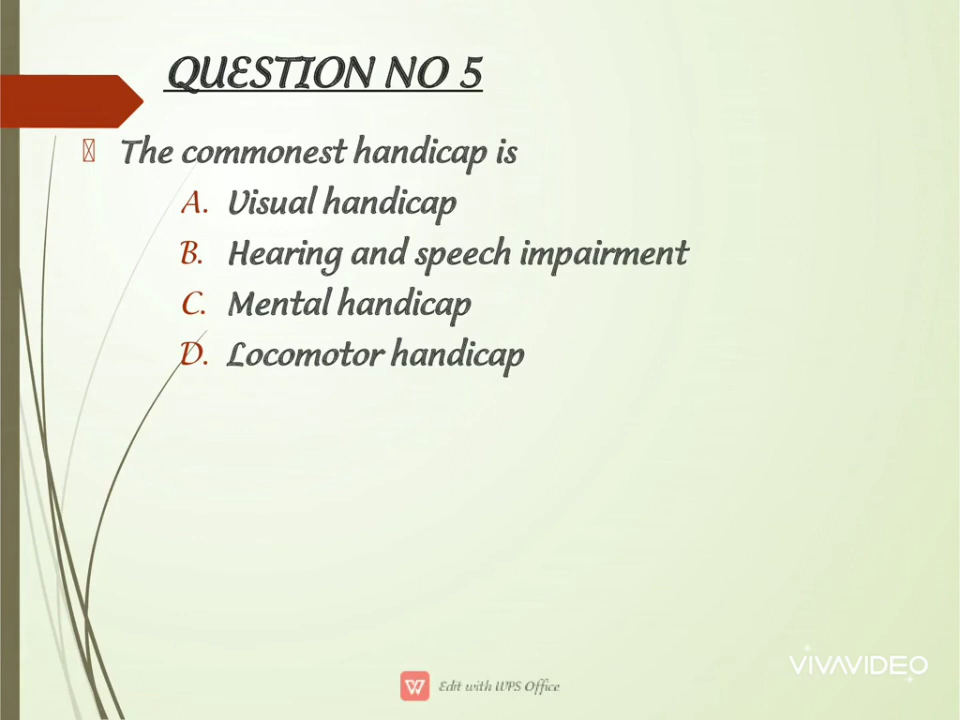 QUESTION NO 5
The commonest handicap is
A. Visual handicap
B. Hearing and speech impairment
C. Mental handicap
D. Locomotor handicap
VIVAVIDEO
Edit with WPS Office